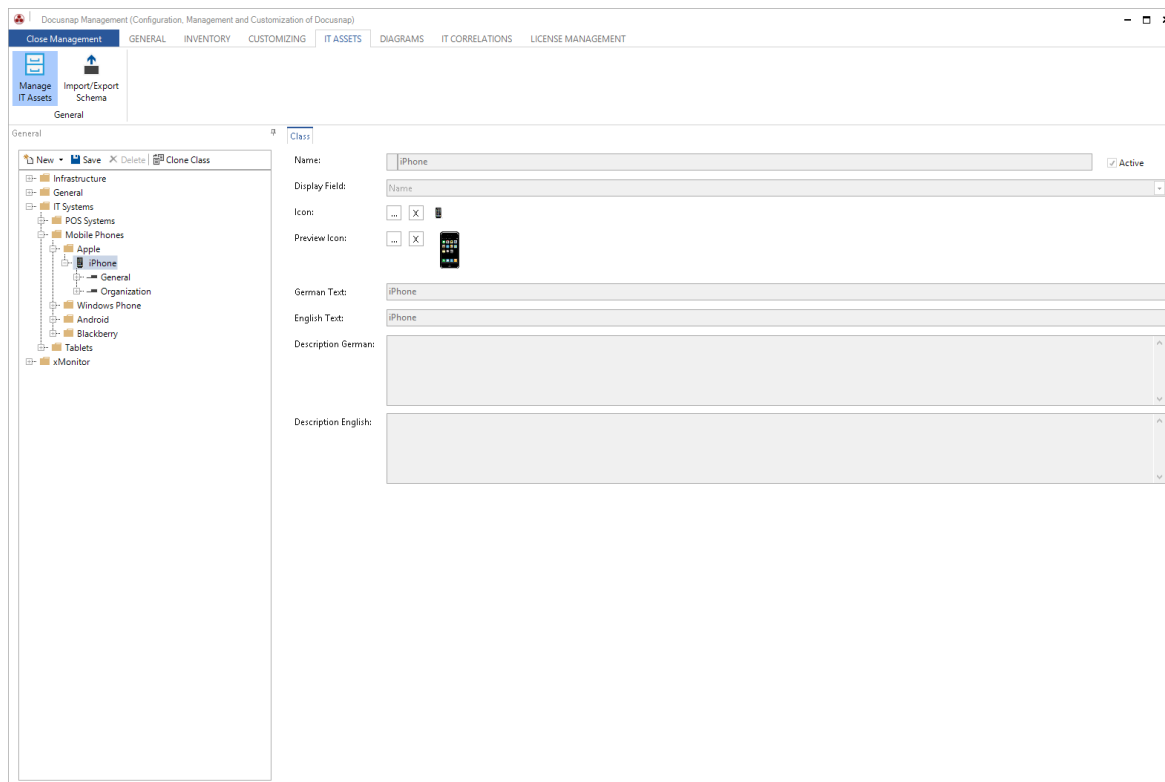 Docusnap Management (Configuration, Management and Customization of Docusnap)
Close Management GENERAL INVENTORY CUSTOMIZING IT ASSETS DIAGRAMS IT CORRELATIONS LICENSE MANAGEMENT
Manage IT Assets
Import/Export Schema
General
General
New Save Delete Clone Class
Infrastructure
General
IT Systems
POS Systems
Mobile Phones
Apple
iPhone
General
Organization
Windows Phone
Android
Blackberry
Tablets
xMonitor
Class
Name: iPhone Active
Display Field: Name
Icon: ... X
Preview Icon: ... X
German Text: iPhone
English Text: iPhone
Description German:
Description English: